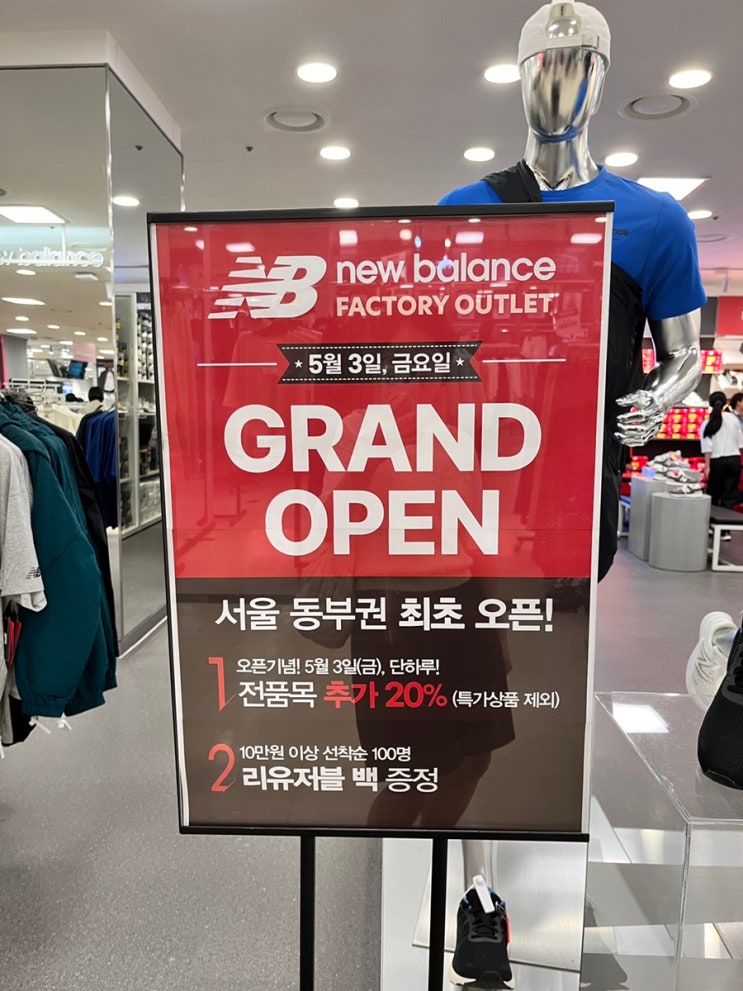 new balance
NB new balance
FACTORY OUTLET
5월 3일, 금요일
GRAND
OPEN
서울 동부권 최초 오픈!
1 오픈기념! 5월 3일(금), 단하루!
전품목 추가 20% (특가상품 제외)
2 10만원 이상 선착순 100명
리유저블 백 증정